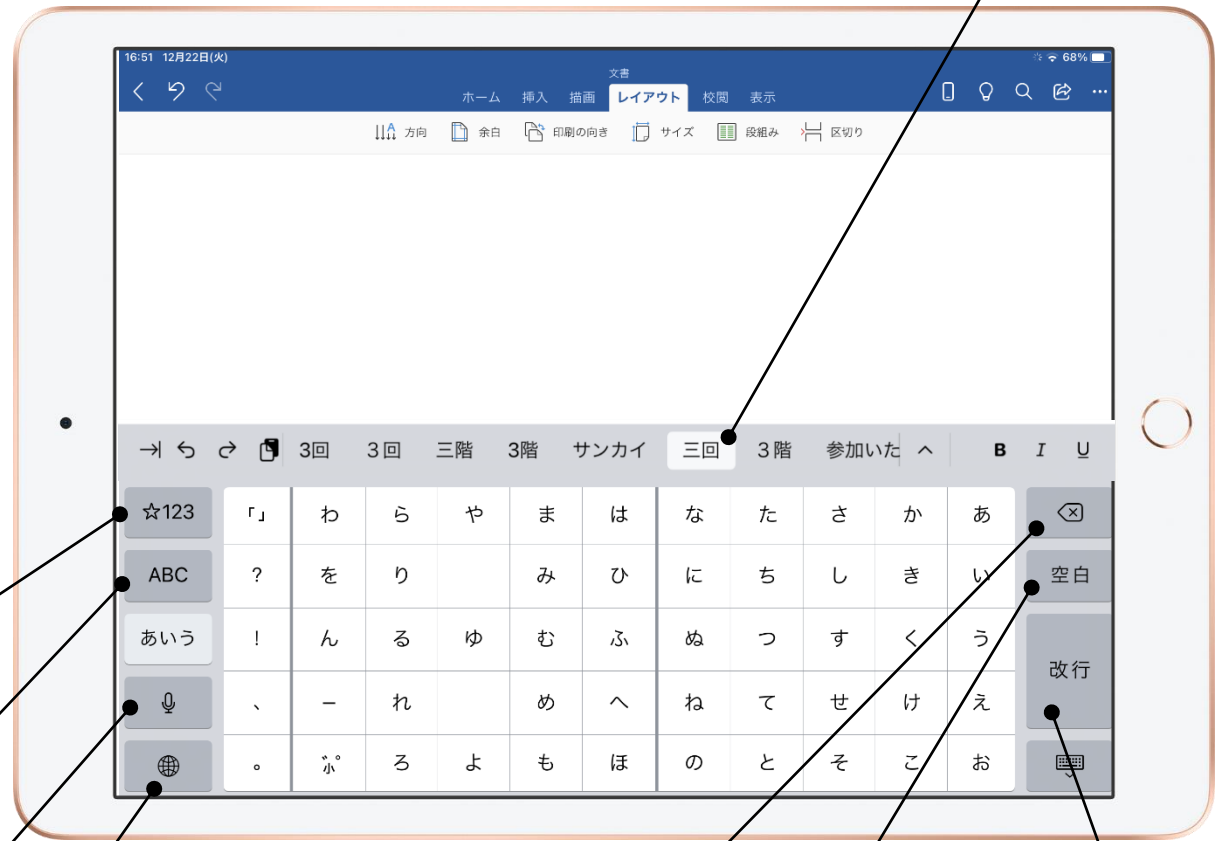 16:51 12月22日(火) 68%
文書
ホーム 挿入 描画 レイアウト 校閲 表示
方向 余白 印刷の向き サイズ 段組み 区切り
3回 ３回 三階 3階 サンカイ 三回 ３階 参加いた B I U
☆123 「」 わ ら や ま は な た さ か あ
ABC ? を り み ひ に ち し き い 空白
あいう ! ん る ゆ む ふ ぬ つ す く う
改行
、 ー れ め へ ね て せ け え
。 ゛゜小 ろ よ も ほ の と そ こ お